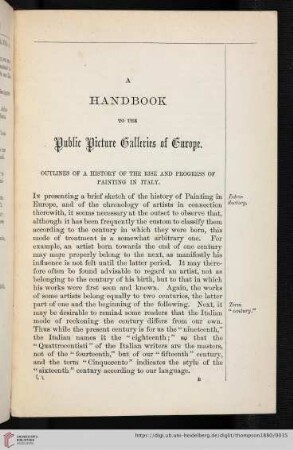 A
HANDBOOK
TO THE
Public Picture Galleries of Europe.
OUTLINES OF A HISTORY OF THE RISE AND PROGRESS OF
PAINTING IN ITALY.
In presenting a brief sketch of the history of Painting in
Europe, and of the chronology of artists in connection
therewith, it seems necessary at the outset to observe that,
although it has been frequently the custom to classify them
according to the century in which they were born, this
mode of treatment is a somewhat arbitrary one. For
example, an artist born towards the end of one century
may more properly belong to the next, as manifestly his
influence is not felt until the latter period. It may there-
fore often be found advisable to regard an artist, not as
belonging to the century of his birth, but to that in which
his works were first seen and known. Again, the works
of some artists belong equally to two centuries, the latter
part of one and the beginning of the following. Next, it
may be desirable to remind some readers that the Italian
mode of reckoning the century differs from our own.
Thus while the present century is for us the "nineteenth,"
the Italian names it the "eighteenth;" so that the
"Quattrocentisti" of the Italian writers are the masters,
not of the "fourteenth," but of our "fifteenth" century,
and the term "Cinquecento" indicates the style of the
"sixteenth" century according to our language.
B
Intro-
ductory.
Term
"century."
UNIVERSITÄTS-
BIBLIOTHEK
HEIDELBERG
https://digi.ub.uni-heidelberg.de/diglit/thompson1880/0015